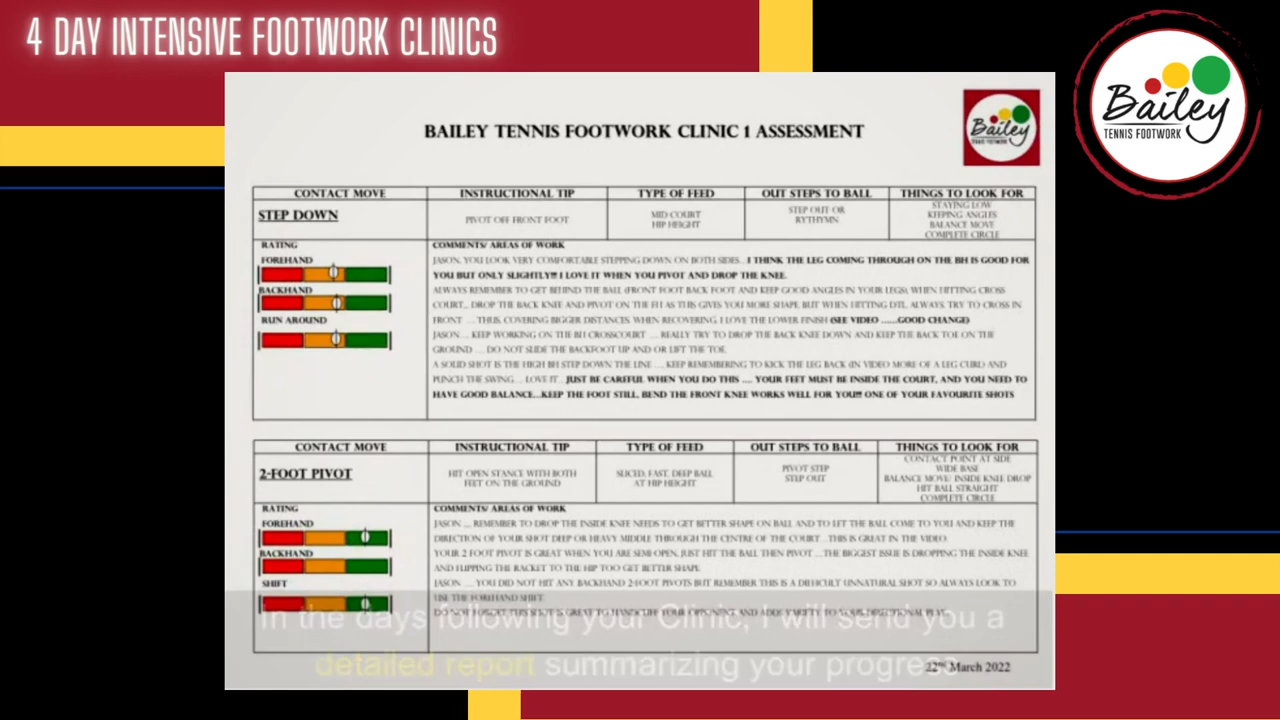 4 DAY INTENSIVE FOOTWORK CLINICS
Bailey
TENNIS FOOTWORK
BAILEY TENNIS FOOTWORK CLINIC 1 ASSESSMENT
Bailey
TENNIS FOOTWORK
CONTACT MOVE INSTRUCTIONAL TIP TYPE OF FEED OUT STEPS TO BALL THINGS TO LOOK FOR
STEP DOWN
PIVOT OFF FRONT FOOT
MID COURT
HIP HEIGHT
STEP OUT OR
RYTHYMN
STAYING LOW
KEEPING ANGLES
BALANCE MOVE
COMPLETE CIRCLE
RATING
FOREHAND
BACKHAND
RUN AROUND
COMMENTS/ AREAS OF WORK
JASON, YOU LOOK VERY COMFORTABLE STEPPING DOWN ON BOTH SIDES...I THINK THE LEG COMING THROUGH ON THE BH IS GOOD FOR
YOU BUT ONLY SLIGHTLY!!! I LOVE IT WHEN YOU PIVOT AND DROP THE KNEE.
ALWAYS REMEMBER TO GET BEHIND THE BALL (FRONT FOOT BACK FOOT AND KEEP GOOD ANGLES IN YOUR LEGS). WHEN HITTING CROSS
COURT... DROP THE BACK KNEE AND PIVOT ON THE FH AS THIS GIVES YOU MORE SHAPE BUT WHEN HITTING DTL, ALWAYS TRY TO CROSS IN
FRONT .... THUS, COVERING BIGGER DISTANCES WHEN RECOVERING. I LOVE THE LOWER FINISH (SEE VIDEO ......GOOD CHANGE)
JASON.... KEEP WORKING ON THE BH CROSSCOURT .... REALLY TRY TO DROP THE BACK KNEE DOWN AND KEEP THE BACK TOE ON THE
GROUND .... DO NOT SLIDE THE BACKFOOT UP AND OR LIFT THE TOE
A SOLID SHOT IS THE HIGH BH STEP DOWN THE LINE .... KEEP REMEMBERING TO KICK THE LEG BACK (IN VIDEO MORE OF A LEG CURL) AND
PUNCH THE SWING.... LOVE IT...JUST BE CAREFUL WHEN YOU DO THIS .... YOUR FEET MUST BE INSIDE THE COURT, AND YOU NEED TO
HAVE GOOD BALANCE...KEEP THE FOOT STILL, BEND THE FRONT KNEE WORKS WELL FOR YOU!!! ONE OF YOUR FAVOURITE SHOTS
CONTACT MOVE INSTRUCTIONAL TIP TYPE OF FEED OUT STEPS TO BALL THINGS TO LOOK FOR
2-FOOT PIVOT
HIT OPEN STANCE WITH BOTH
FEET ON THE GROUND
SLICED, FAST, DEEP BALL
AT HIP HEIGHT
PIVOT STEP
STEP OUT
CONTACT POINT AT SIDE
WIDE BASE
BALANCE MOVE/ INSIDE KNEE DROP
HIT BALL STRAIGHT
COMPLETE CIRCLE
RATING
FOREHAND
BACKHAND
SHIFT
COMMENTS/ AREAS OF WORK
JASON .... REMEMBER TO DROP THE INSIDE KNEE NEEDS TO GET BETTER SHAPE ON BALL AND TO LET THE BALL COME TO YOU AND KEEP THE
DIRECTION OF YOUR SHOT DEEP OR HEAVY MIDDLE THROUGH THE CENTRE OF THE COURT...THIS IS GREAT IN THE VIDEO.
YOUR 2 FOOT PIVOT IS GREAT WHEN YOU ARE SEMI OPEN, JUST HIT THE BALL THEN PIVOT ....THE BIGGEST ISSUE IS DROPPING THE INSIDE KNEE
AND FLIPPING THE RACKET TO THE HIP TOO GET BETTER SHAPE.
JASON .... YOU DID NOT HIT ANY BACKHAND 2-FOOT PIVOTS BUT REMEMBER THIS IS A DIFFICULT UNNATURAL SHOT SO ALWAYS LOOK TO
USE THE FOREHAND SHIFT
DO NOT FORGET THIS SHOT IS GREAT TO HANDCUFF YOUR OPPONENT AND ADDS VARIETY TO YOUR DIRECTIONAL PLAY
In the days following your Clinic, I will send you a
detailed report summarizing your progress
22nd March 2022